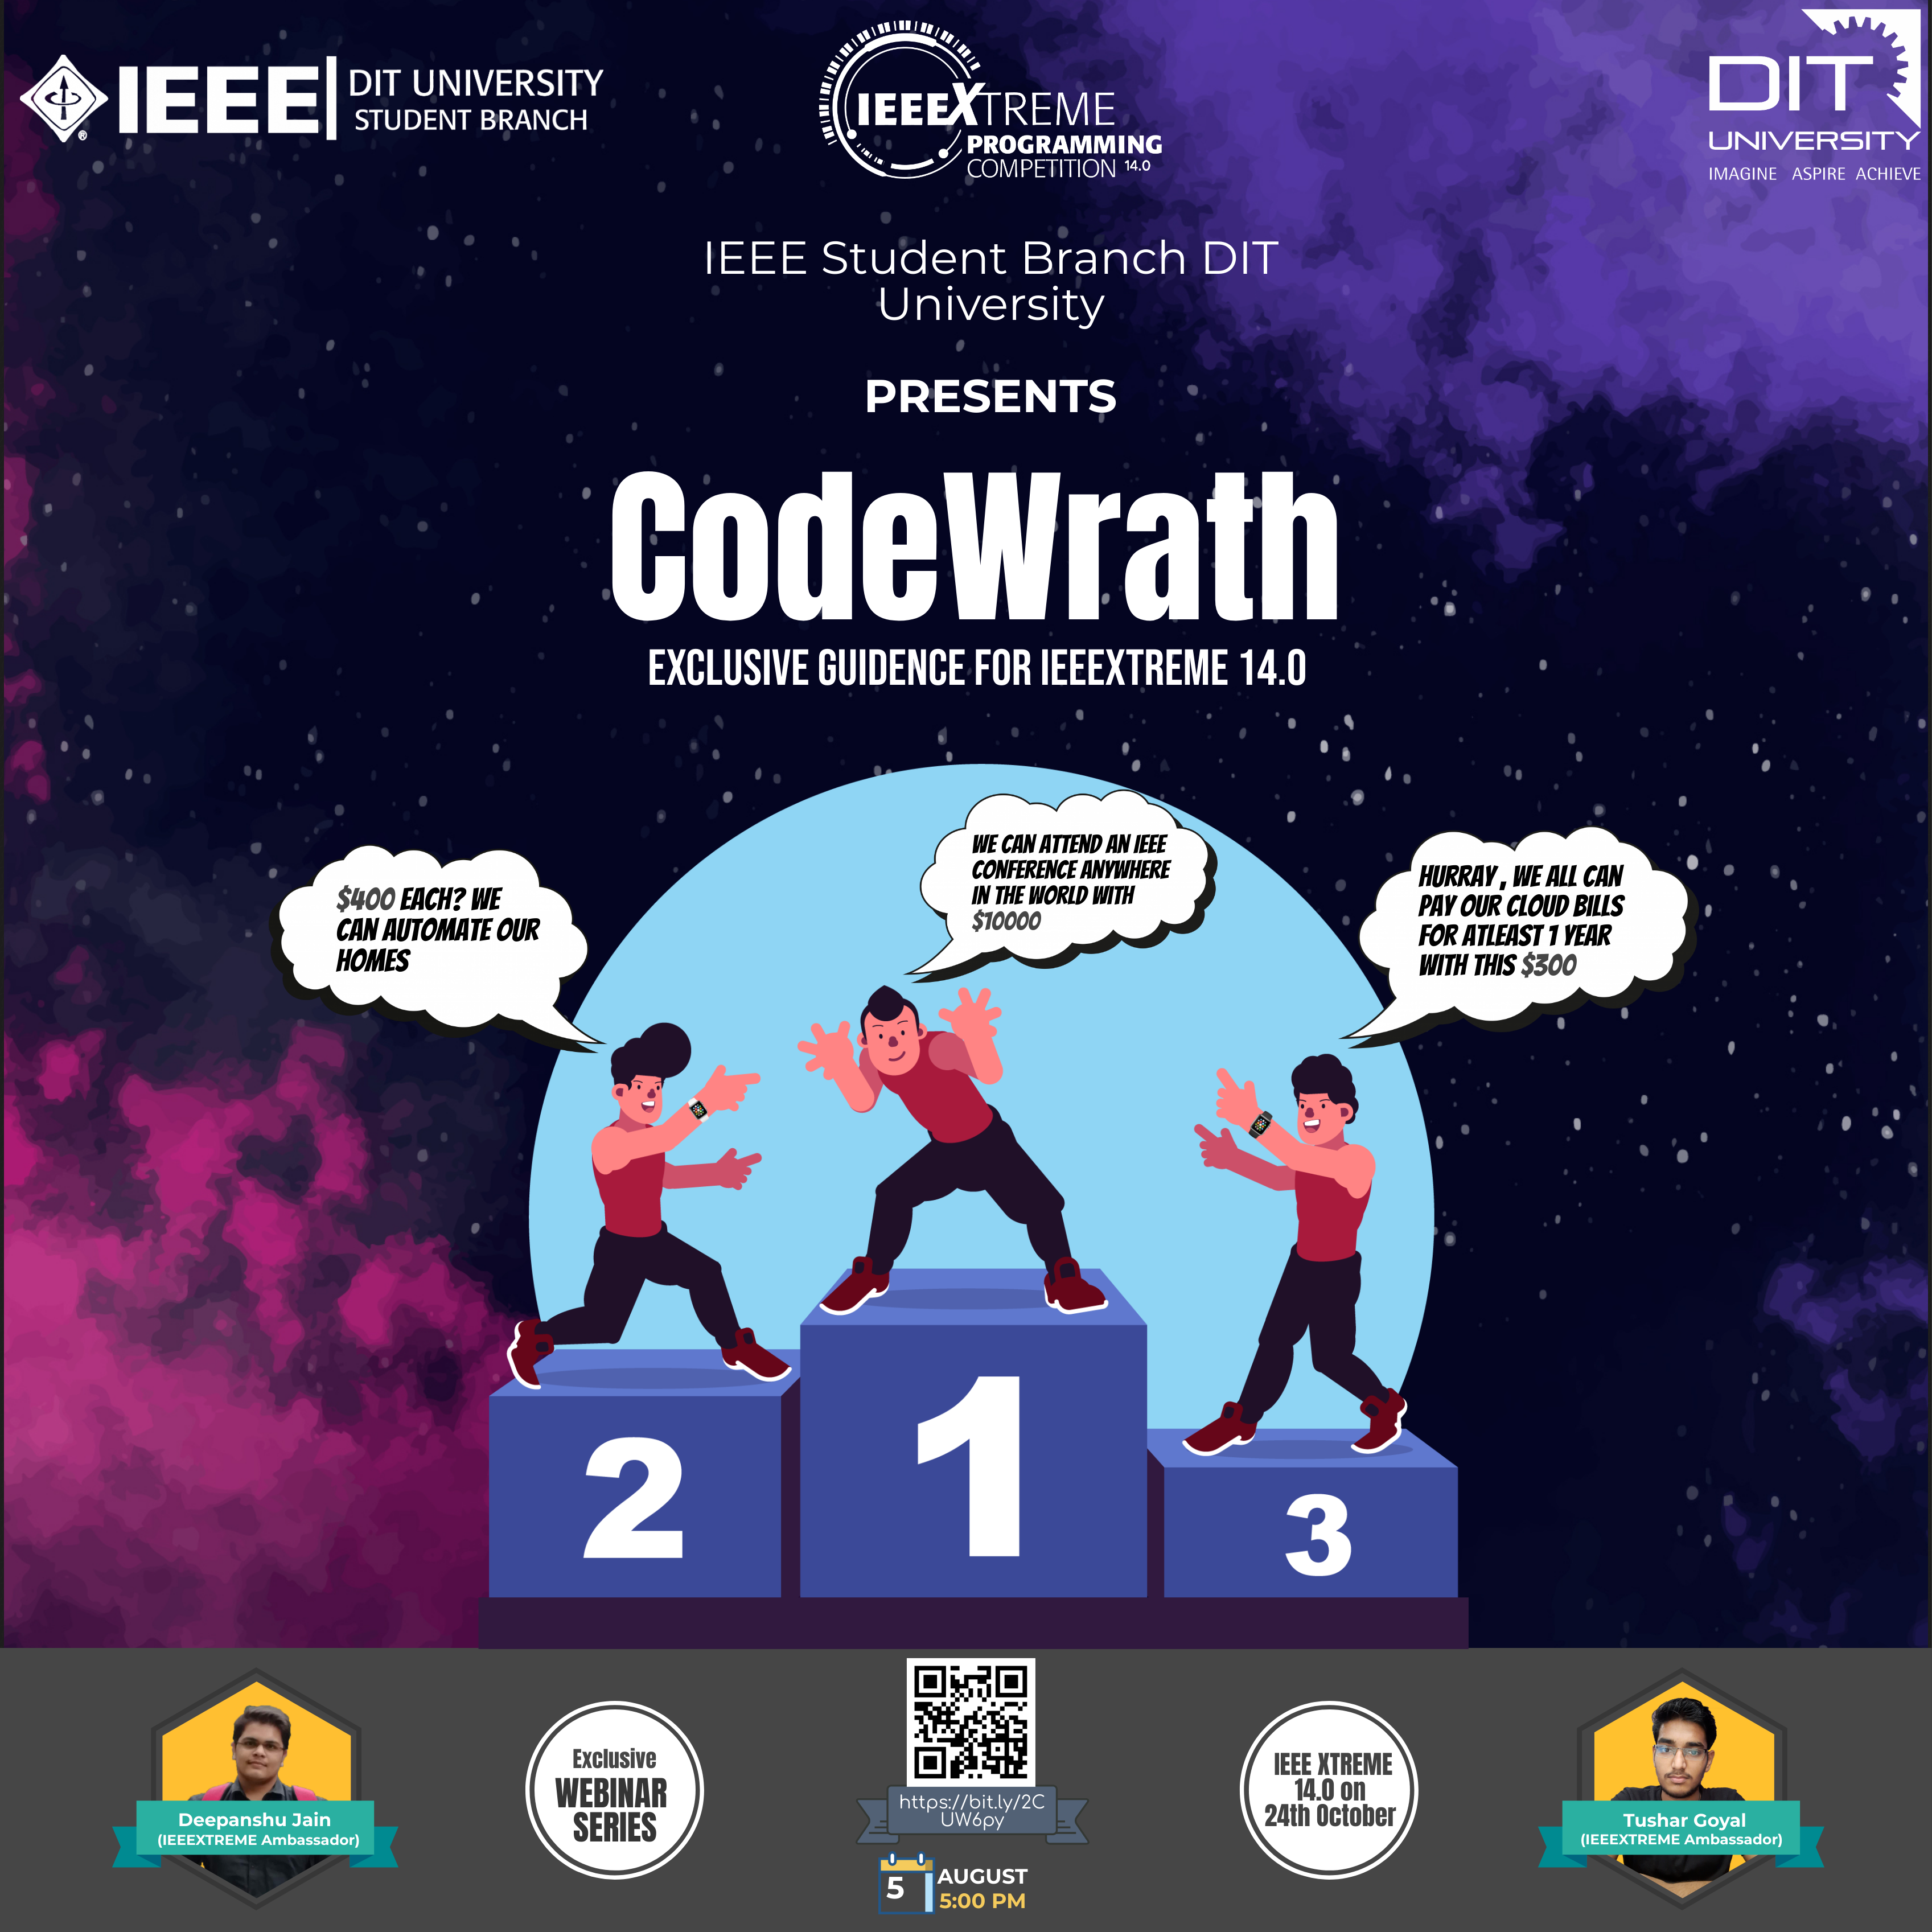 IEEE
DIT UNIVERSITY
STUDENT BRANCH
IEEEXTREME
PROGRAMMING
COMPETITION 14.0
DIT
UNIVERSITY
IMAGINE ASPIRE ACHIEVE
IEEE Student Branch DIT
University
PRESENTS
CodeWrath
EXCLUSIVE GUIDENCE FOR IEEEXTREME 14.0
$400 EACH? WE
CAN AUTOMATE OUR
HOMES
WE CAN ATTEND AN IEEE
CONFERENCE ANYWHERE
IN THE WORLD WITH
$10000
HURRAY , WE ALL CAN
PAY OUR CLOUD BILLS
FOR ATLEAST 1 YEAR
WITH THIS $300
2
1
3
Deepanshu Jain
(IEEEXTREME Ambassador)
Exclusive
WEBINAR
SERIES
https://bit.ly/2C
UW6py
5
AUGUST
5:00 PM
IEEE XTREME
14.0 on
24th October
Tushar Goyal
(IEEEXTREME Ambassador)